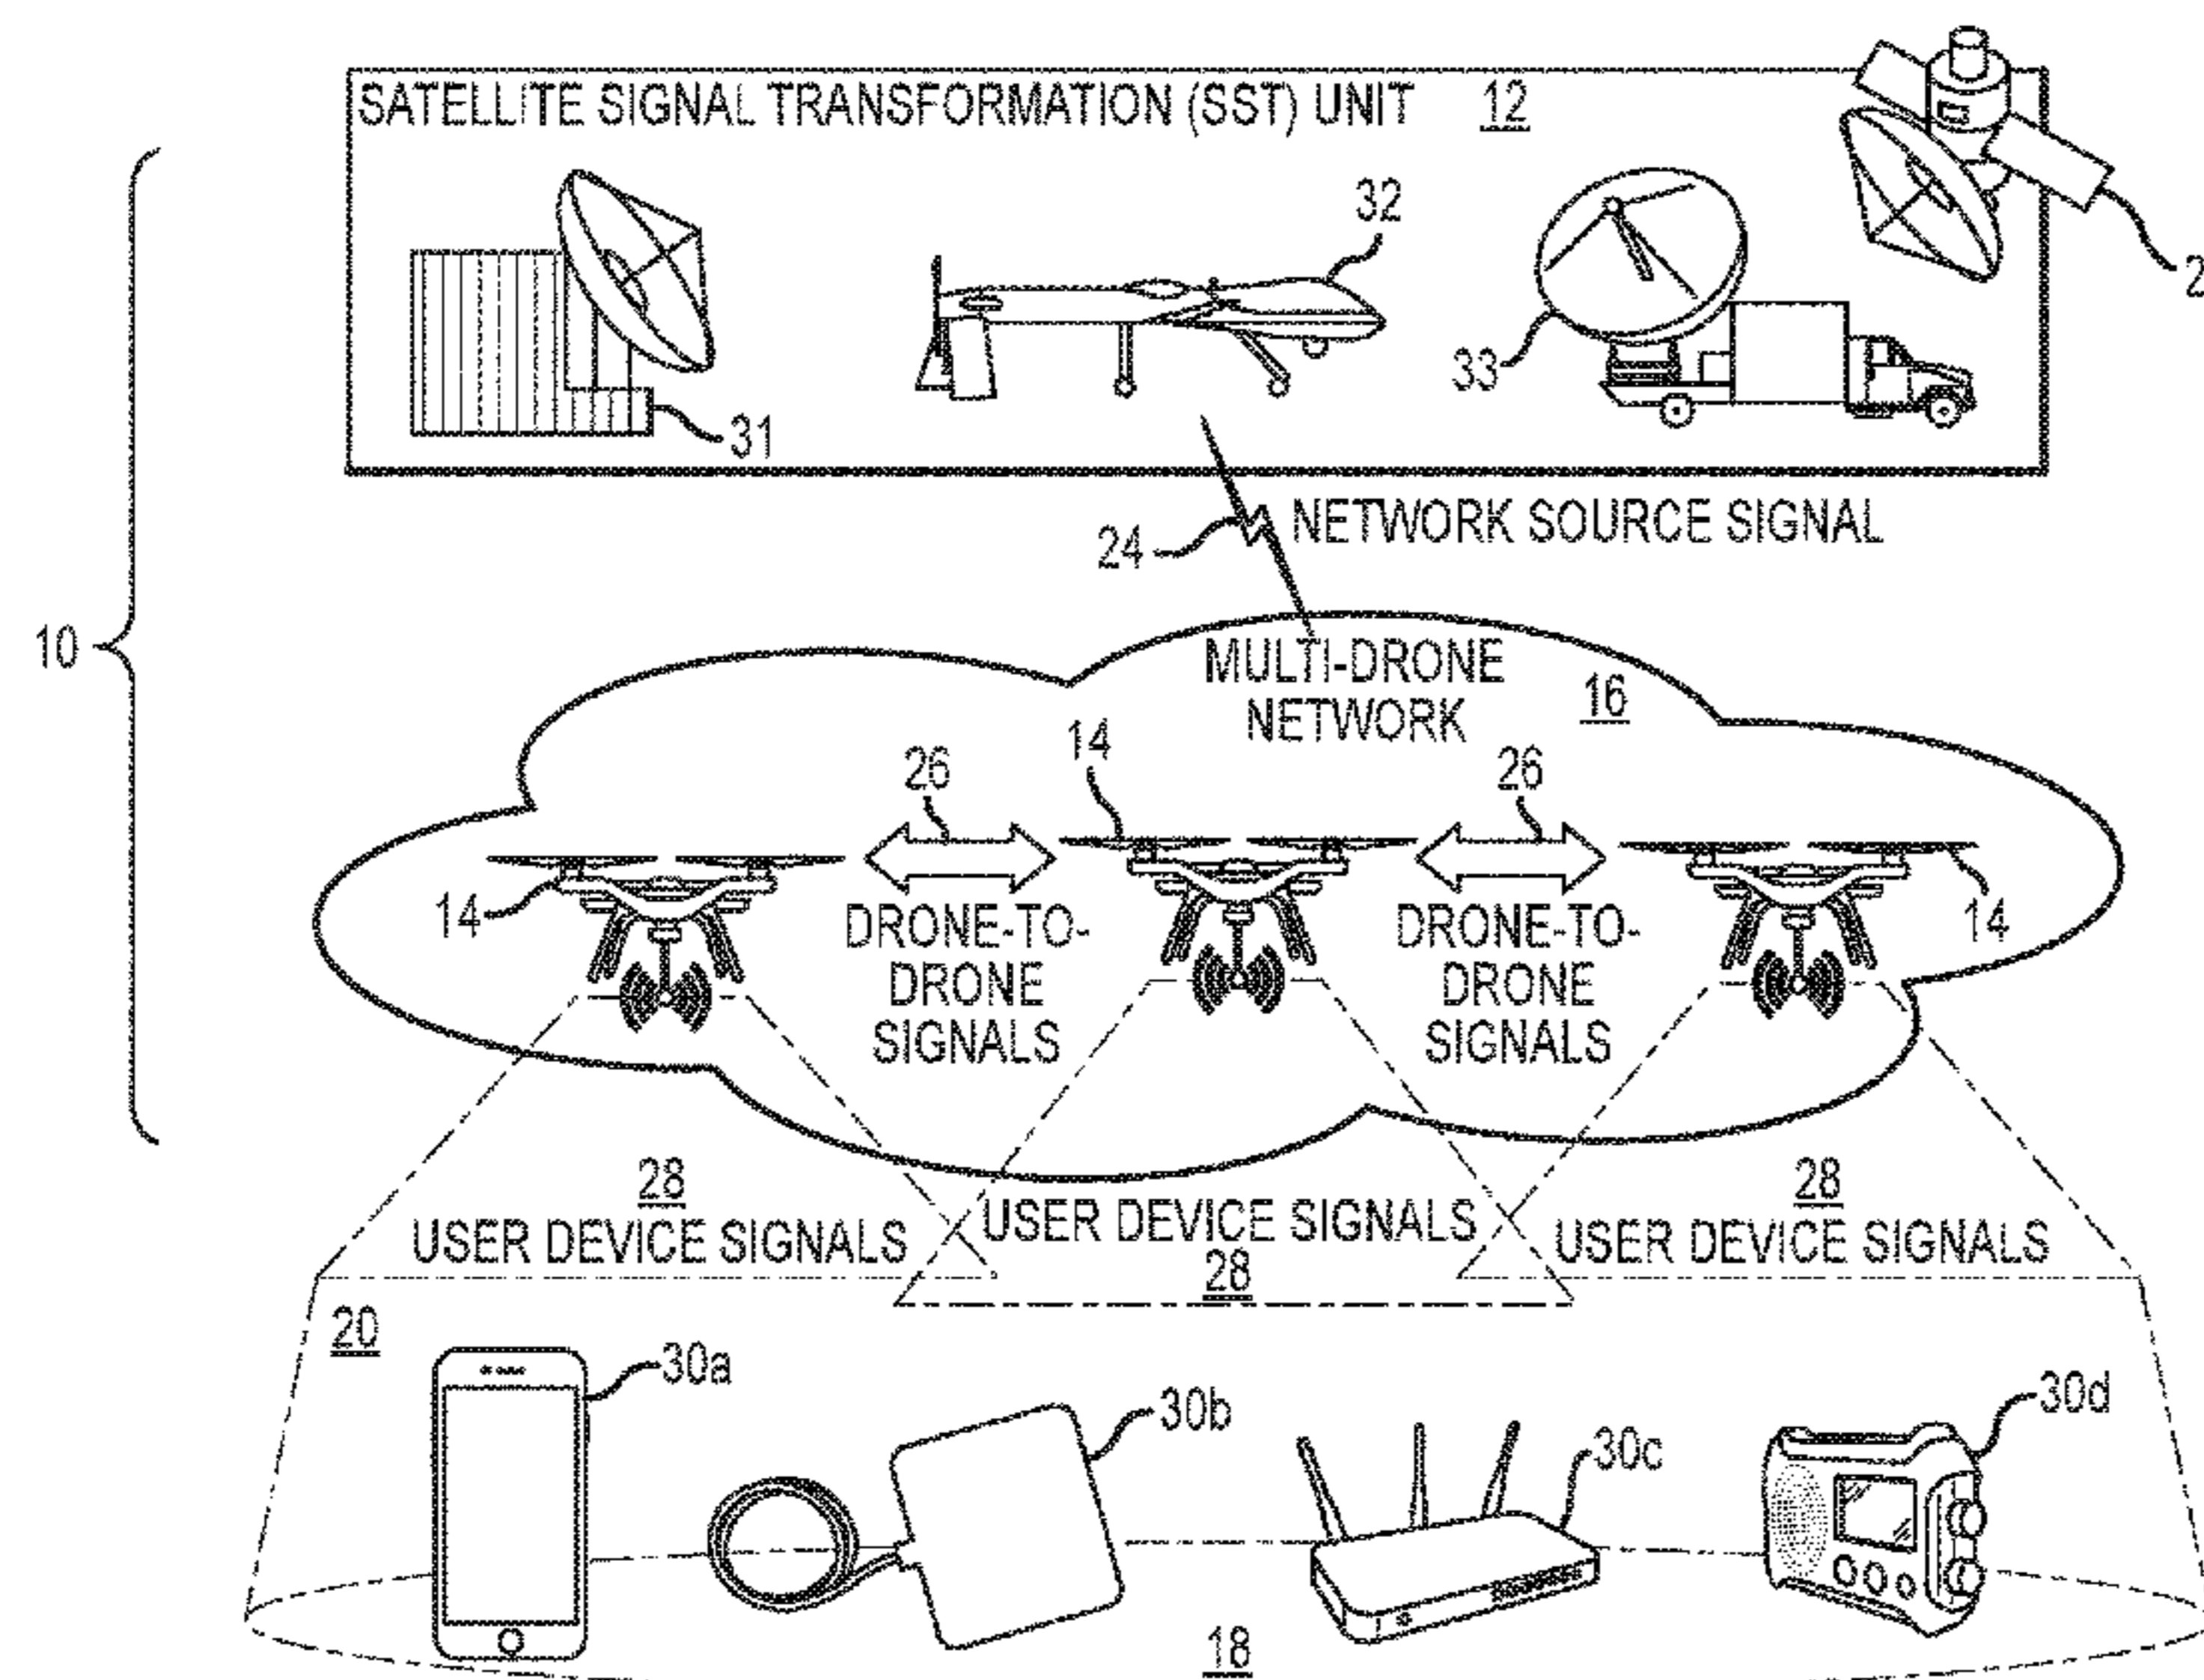 SATELLITE SIGNAL TRANSFORMATION (SST) UNIT 12
32
2
33
31
24
NETWORK SOURCE SIGNAL
10
MULTI-DRONE
NETWORK
16
14
26
26
14
14
DRONE-TO-
DRONE
SIGNALS
DRONE-TO-
DRONE
SIGNALS
28
USER DEVICE SIGNALS
USER DEVICE SIGNALS
28
28
USER DEVICE SIGNALS
20
30a
30b
30c
30d
18